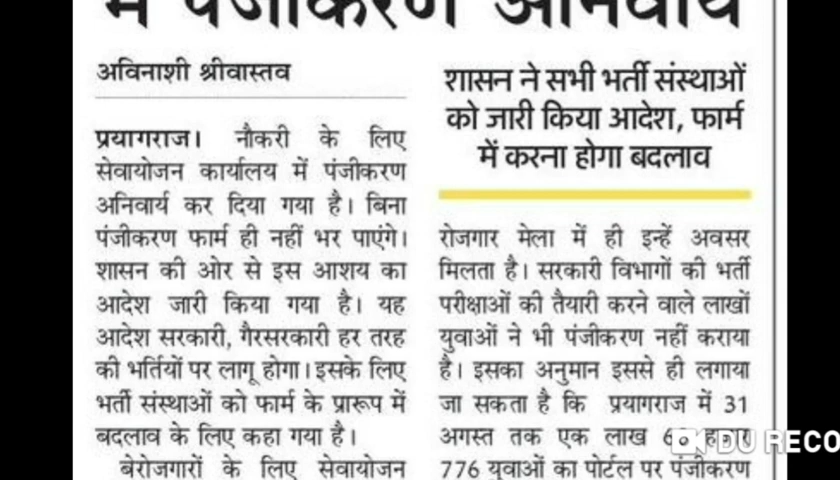 में पंजीकरण अनिवार्य
अविनाशी श्रीवास्तव
प्रयागराज। नौकरी के लिए
सेवायोजन कार्यालय में पंजीकरण
अनिवार्य कर दिया गया है। बिना
पंजीकरण फार्म ही नहीं भर पाएंगे।
शासन की ओर से इस आशय का
आदेश जारी किया गया है। यह
आदेश सरकारी, गैरसरकारी हर तरह
की भर्तियों पर लागू होगा। इसके लिए
भर्ती संस्थाओं को फार्म के प्रारूप में
बदलाव के लिए कहा गया है।
बेरोजगारों के लिए सेवायोजन
शासन ने सभी भर्ती संस्थाओं
को जारी किया आदेश, फार्म
में करना होगा बदलाव
रोजगार मेला में ही इन्हें अवसर
मिलता है। सरकारी विभागों की भर्ती
परीक्षाओं की तैयारी करने वाले लाखों
युवाओं ने भी पंजीकरण नहीं कराया
है। इसका अनुमान इससे ही लगाया
जा सकता है कि प्रयागराज में 31
अगस्त तक एक लाख
776 युवाओं का पोर्टल पर पंजीकरण
DU RECO